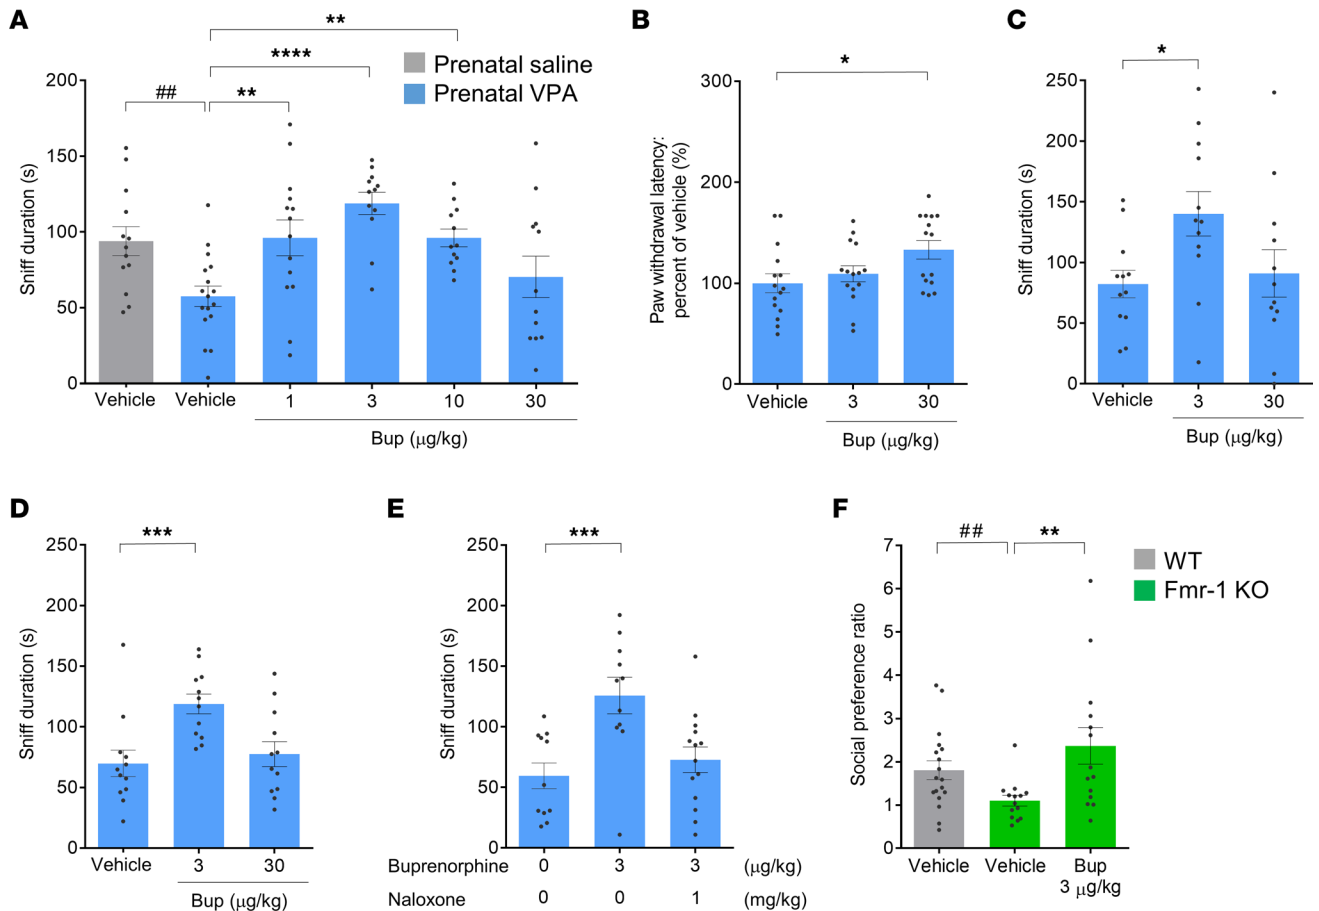 A
**
****
##
**
Prenatal saline
Prenatal VPA
Sniff duration (s)
200
150
100
50
0
Vehicle
Vehicle
1
3
10
30
Bup (μg/kg)
B
*
Paw withdrawal latency:
percent of vehicle (%)
300
200
100
0
Vehicle
3
30
Bup (μg/kg)
C
*
Sniff duration (s)
250
200
150
100
50
0
Vehicle
3
30
Bup (μg/kg)
D
***
Sniff duration (s)
250
200
150
100
50
0
Vehicle
3
30
Bup (μg/kg)
E
***
Sniff duration (s)
250
200
150
100
50
0
Buprenorphine 0 3 3 (μg/kg)
Naloxone 0 0 1 (mg/kg)
F
##
**
WT
Fmr-1 KO
Social preference ratio
7
6
5
4
3
2
1
0
Vehicle
Vehicle
Bup
3 μg/kg